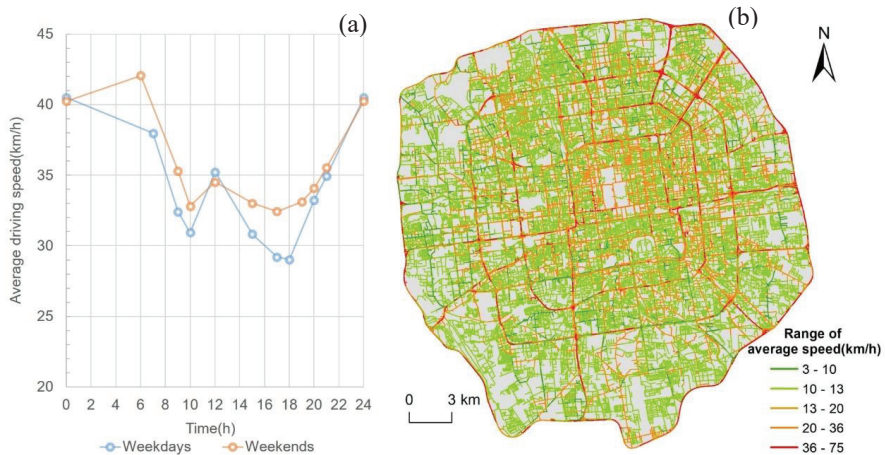 (a)
45
40
35
30
25
20
Average driving speed(km/h)
0 2 4 6 8 10 12 14 16 18 20 22 24
Time(h)
Weekdays Weekends
(b)
N
0 3 km
Range of
average speed(km/h)
3 - 10
10 - 13
13 - 20
20 - 36
36 - 75